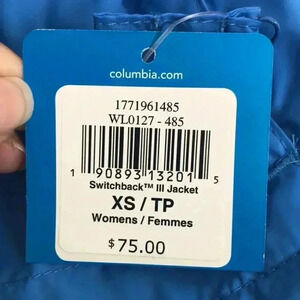 columbia.com
1771961485
WL0127 - 485
1 90893 13201 5
Switchback™ III Jacket
XS / TP
Womens / Femmes
$75.00